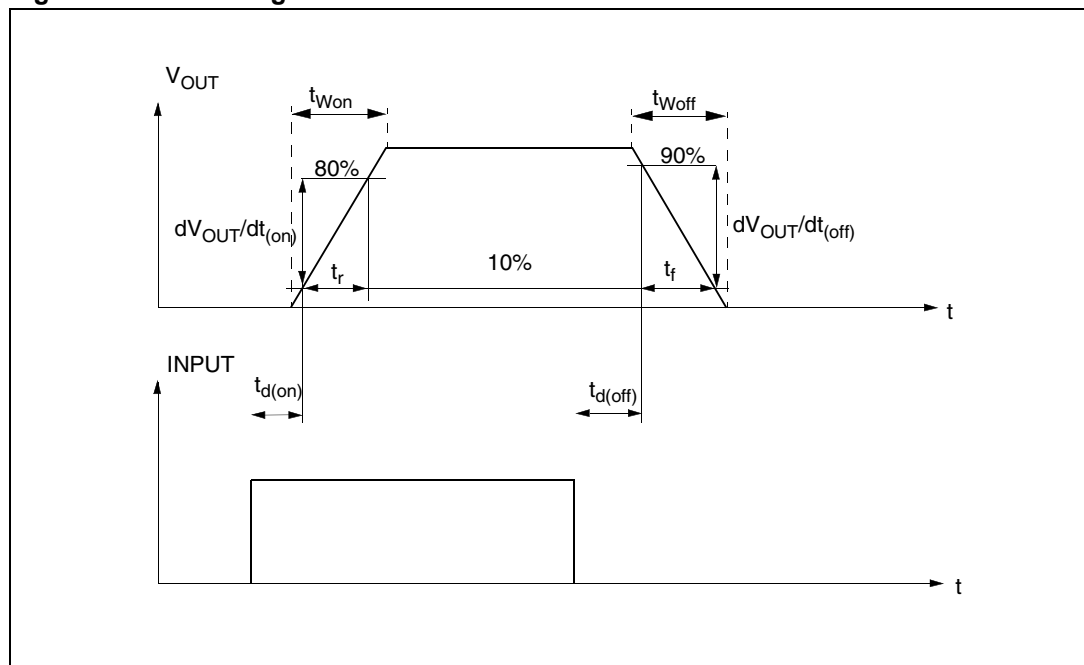 V_OUT
t_Won
t_Woff
80%
90%
dV_OUT/dt_(on)
dV_OUT/dt_(off)
t_r
10%
t_f
t
INPUT
t_d(on)
t_d(off)
t